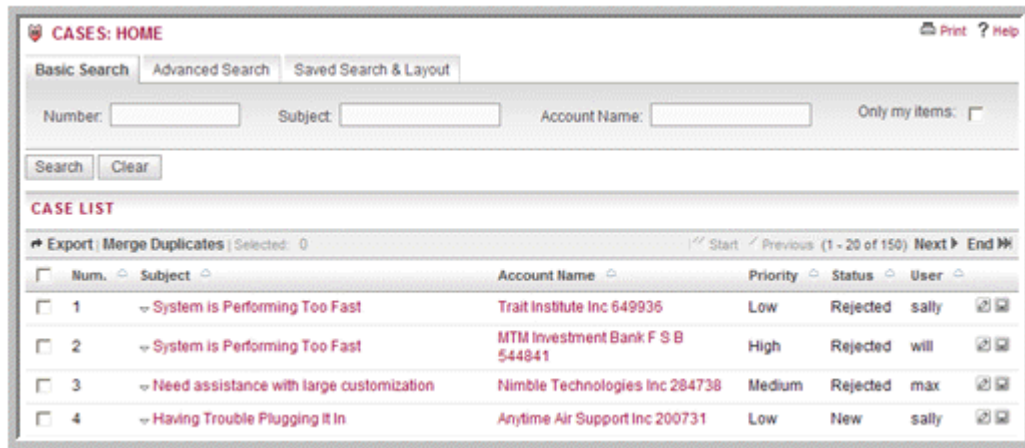 CASES: HOME Print ? Help
Basic Search Advanced Search Saved Search & Layout
Number: Subject: Account Name: Only my items:
Search Clear
CASE LIST
Export | Merge Duplicates | Selected: 0 Start Previous (1 - 20 of 150) Next End
Num. Subject Account Name Priority Status User
1 System is Performing Too Fast Trait Institute Inc 649936 Low Rejected sally
2 System is Performing Too Fast MTM Investment Bank F S B High Rejected will
544841
3 Need assistance with large customization Nimble Technologies Inc 284738 Medium Rejected max
4 Having Trouble Plugging It In Anytime Air Support Inc 200731 Low New sally